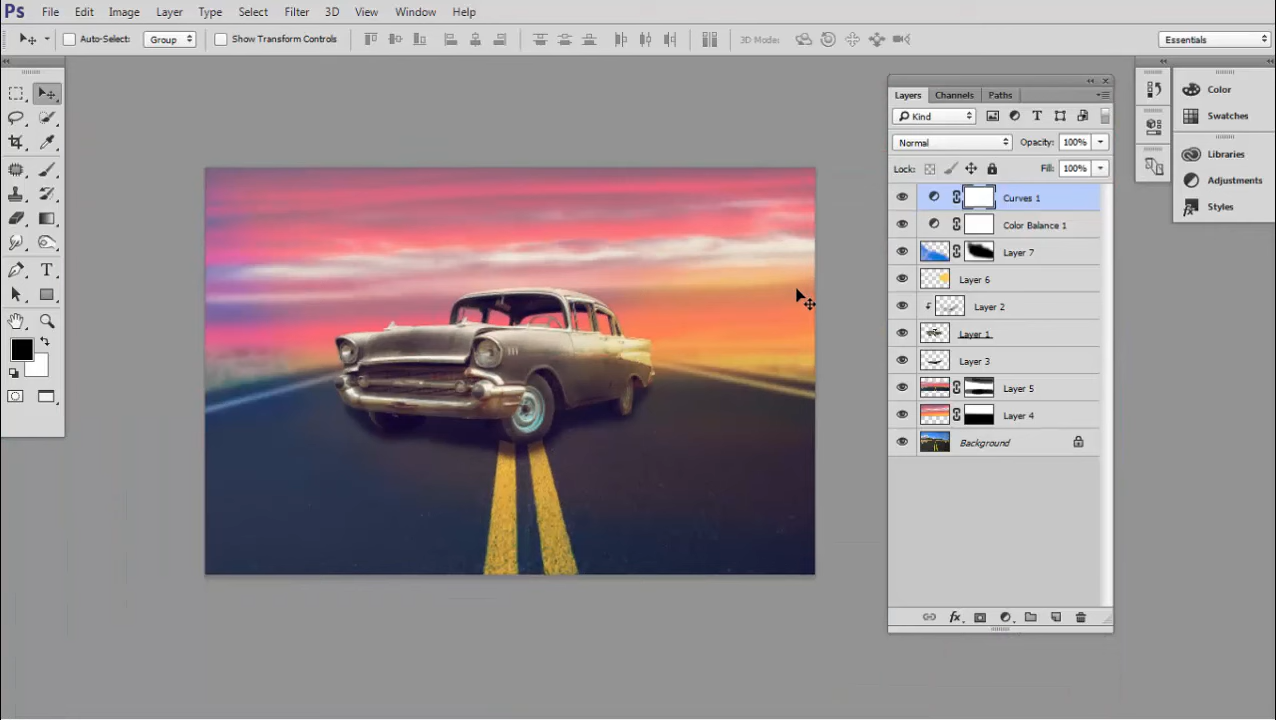 Ps File Edit Image Layer Type Select Filter 3D View Window Help
Auto-Select: Group Show Transform Controls 3D Mode: Essentials
Layers Channels Paths
Kind
Normal Opacity: 100%
Lock: Fill: 100%
Curves 1
Color Balance 1
Layer 7
Layer 6
Layer 2
Layer 1
Layer 3
Layer 5
Layer 4
Background
Color
Swatches
Libraries
Adjustments
Styles